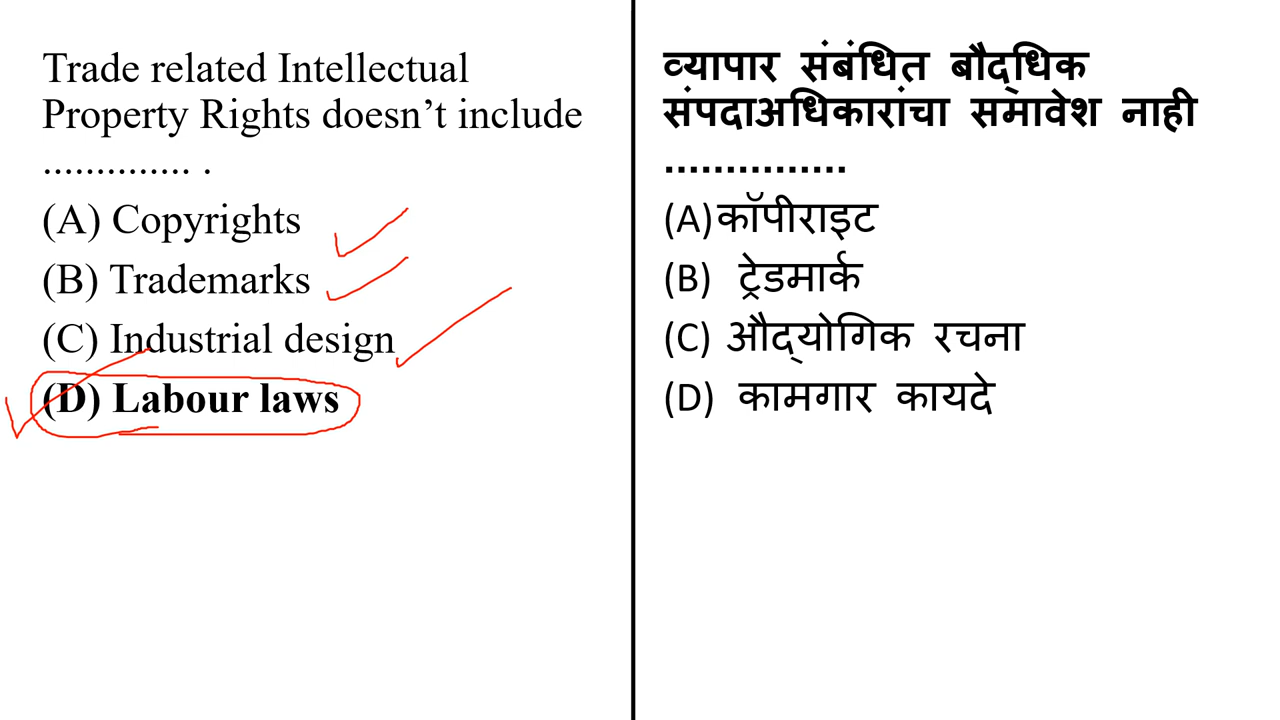 Trade related Intellectual
Property Rights doesn’t include
.............. .
(A) Copyrights
(B) Trademarks
(C) Industrial design
(D) Labour laws
व्यापार संबंधित बौद्धिक
संपदाअधिकारांचा समावेश नाही
...............
(A)कॉपीराइट
(B) ट्रेडमार्क
(C) औद्योगिक रचना
(D) कामगार कायदे